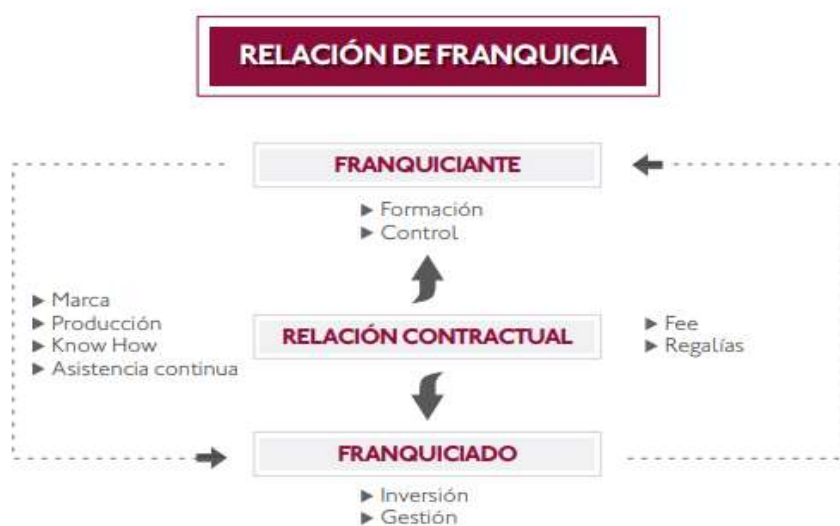 RELACIÓN DE FRANQUICIA
FRANQUICIANTE
▶ Formación
▶ Control
▶ Marca
▶ Producción
▶ Know How
▶ Asistencia continua
RELACIÓN CONTRACTUAL
▶ Fee
▶ Regalías
FRANQUICIADO
▶ Inversión
▶ Gestión